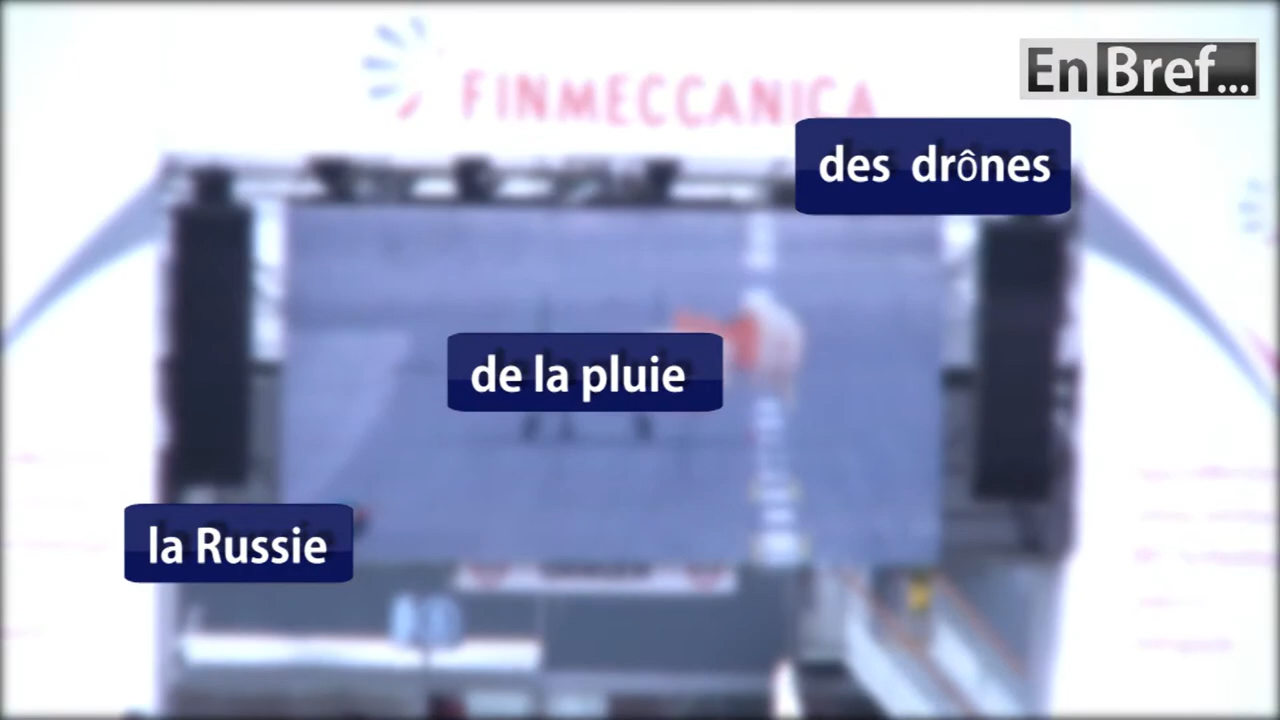 En Bref...
FINMECCANICA
des drônes
de la pluie
la Russie